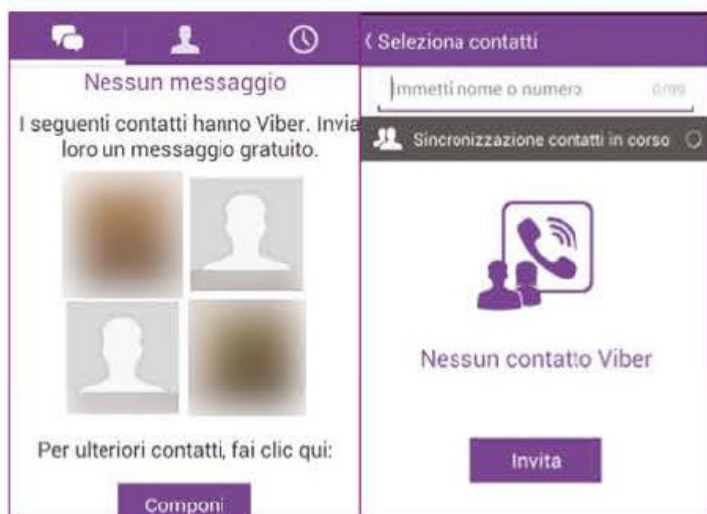 Nessun messaggio
I seguenti contatti hanno Viber. Invia
loro un messaggio gratuito.
Per ulteriori contatti, fai clic qui:
Componi
Seleziona contatti
Immetti nome o numero 0/99
Sincronizzazione contatti in corso
Nessun contatto Viber
Invita